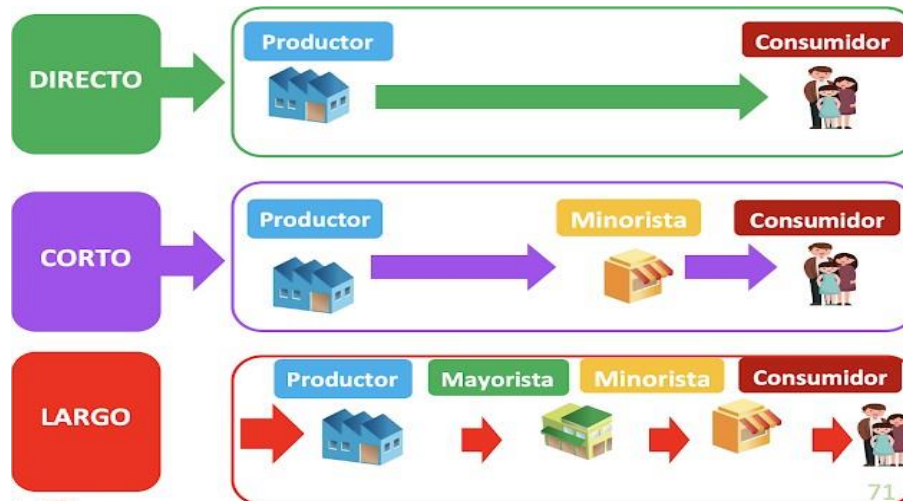 DIRECTO
Productor
Consumidor
CORTO
Productor
Minorista
Consumidor
LARGO
Productor
Mayorista
Minorista
Consumidor
71